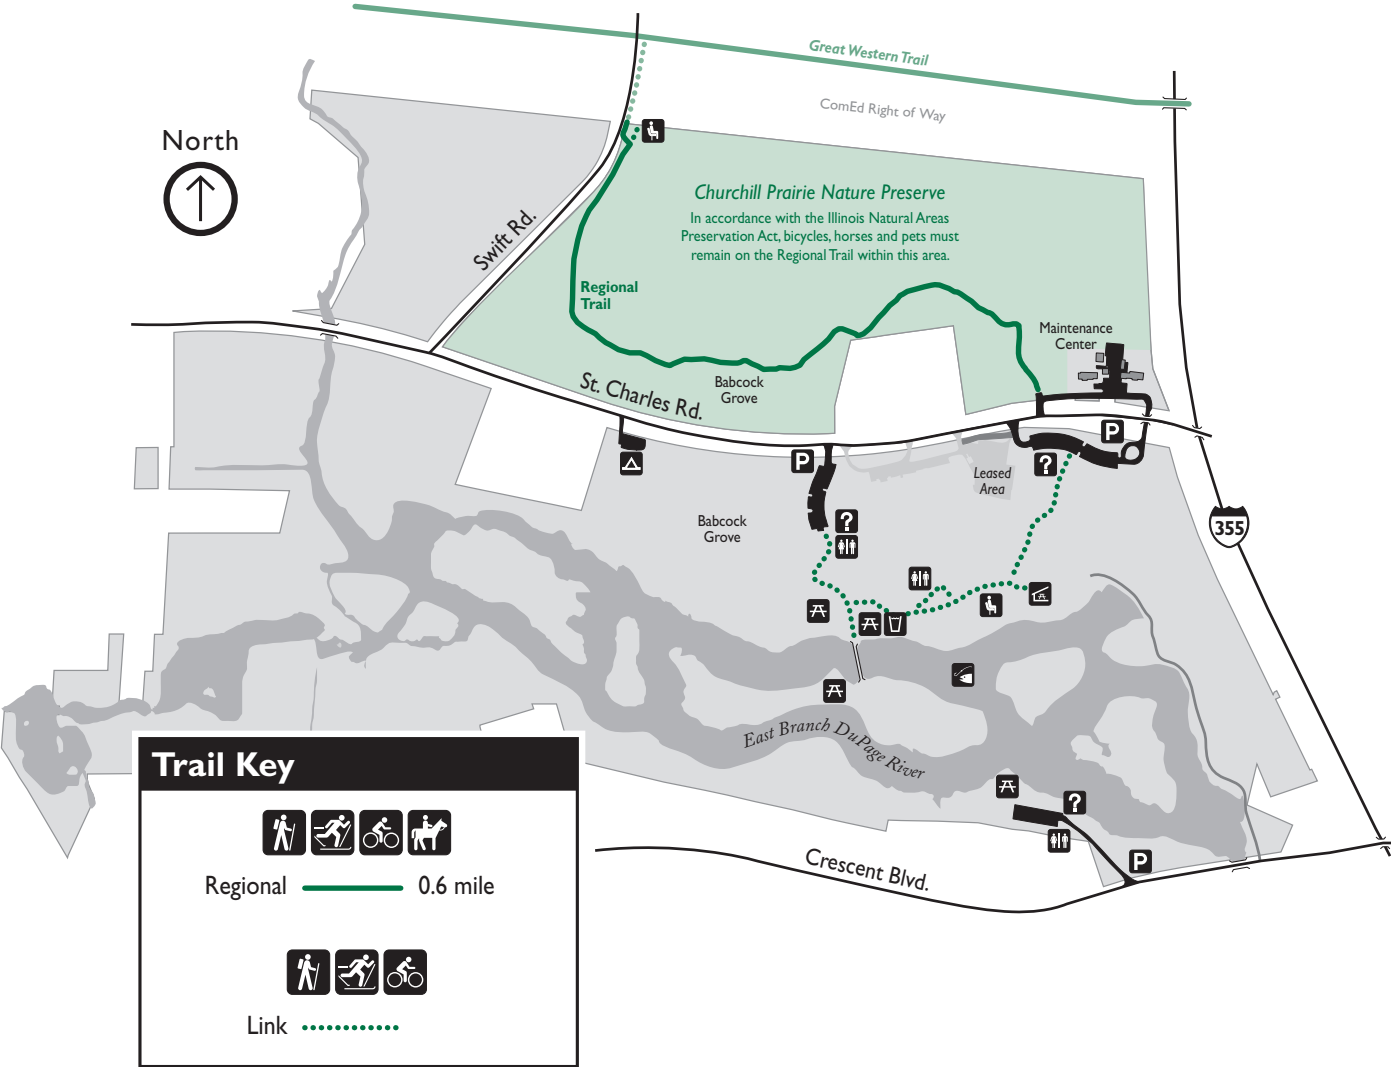 Great Western Trail
ComEd Right of Way
North
Churchill Prairie Nature Preserve
In accordance with the Illinois Natural Areas
Preservation Act, bicycles, horses and pets must
remain on the Regional Trail within this area.
Swift Rd.
Regional
Trail
Maintenance
Center
St. Charles Rd.
Babcock
Grove
P
P
?
Leased
Area
355
Babcock
Grove
?
East Branch DuPage River
Trail Key
?
P
Crescent Blvd.
Regional
0.6 mile
Link